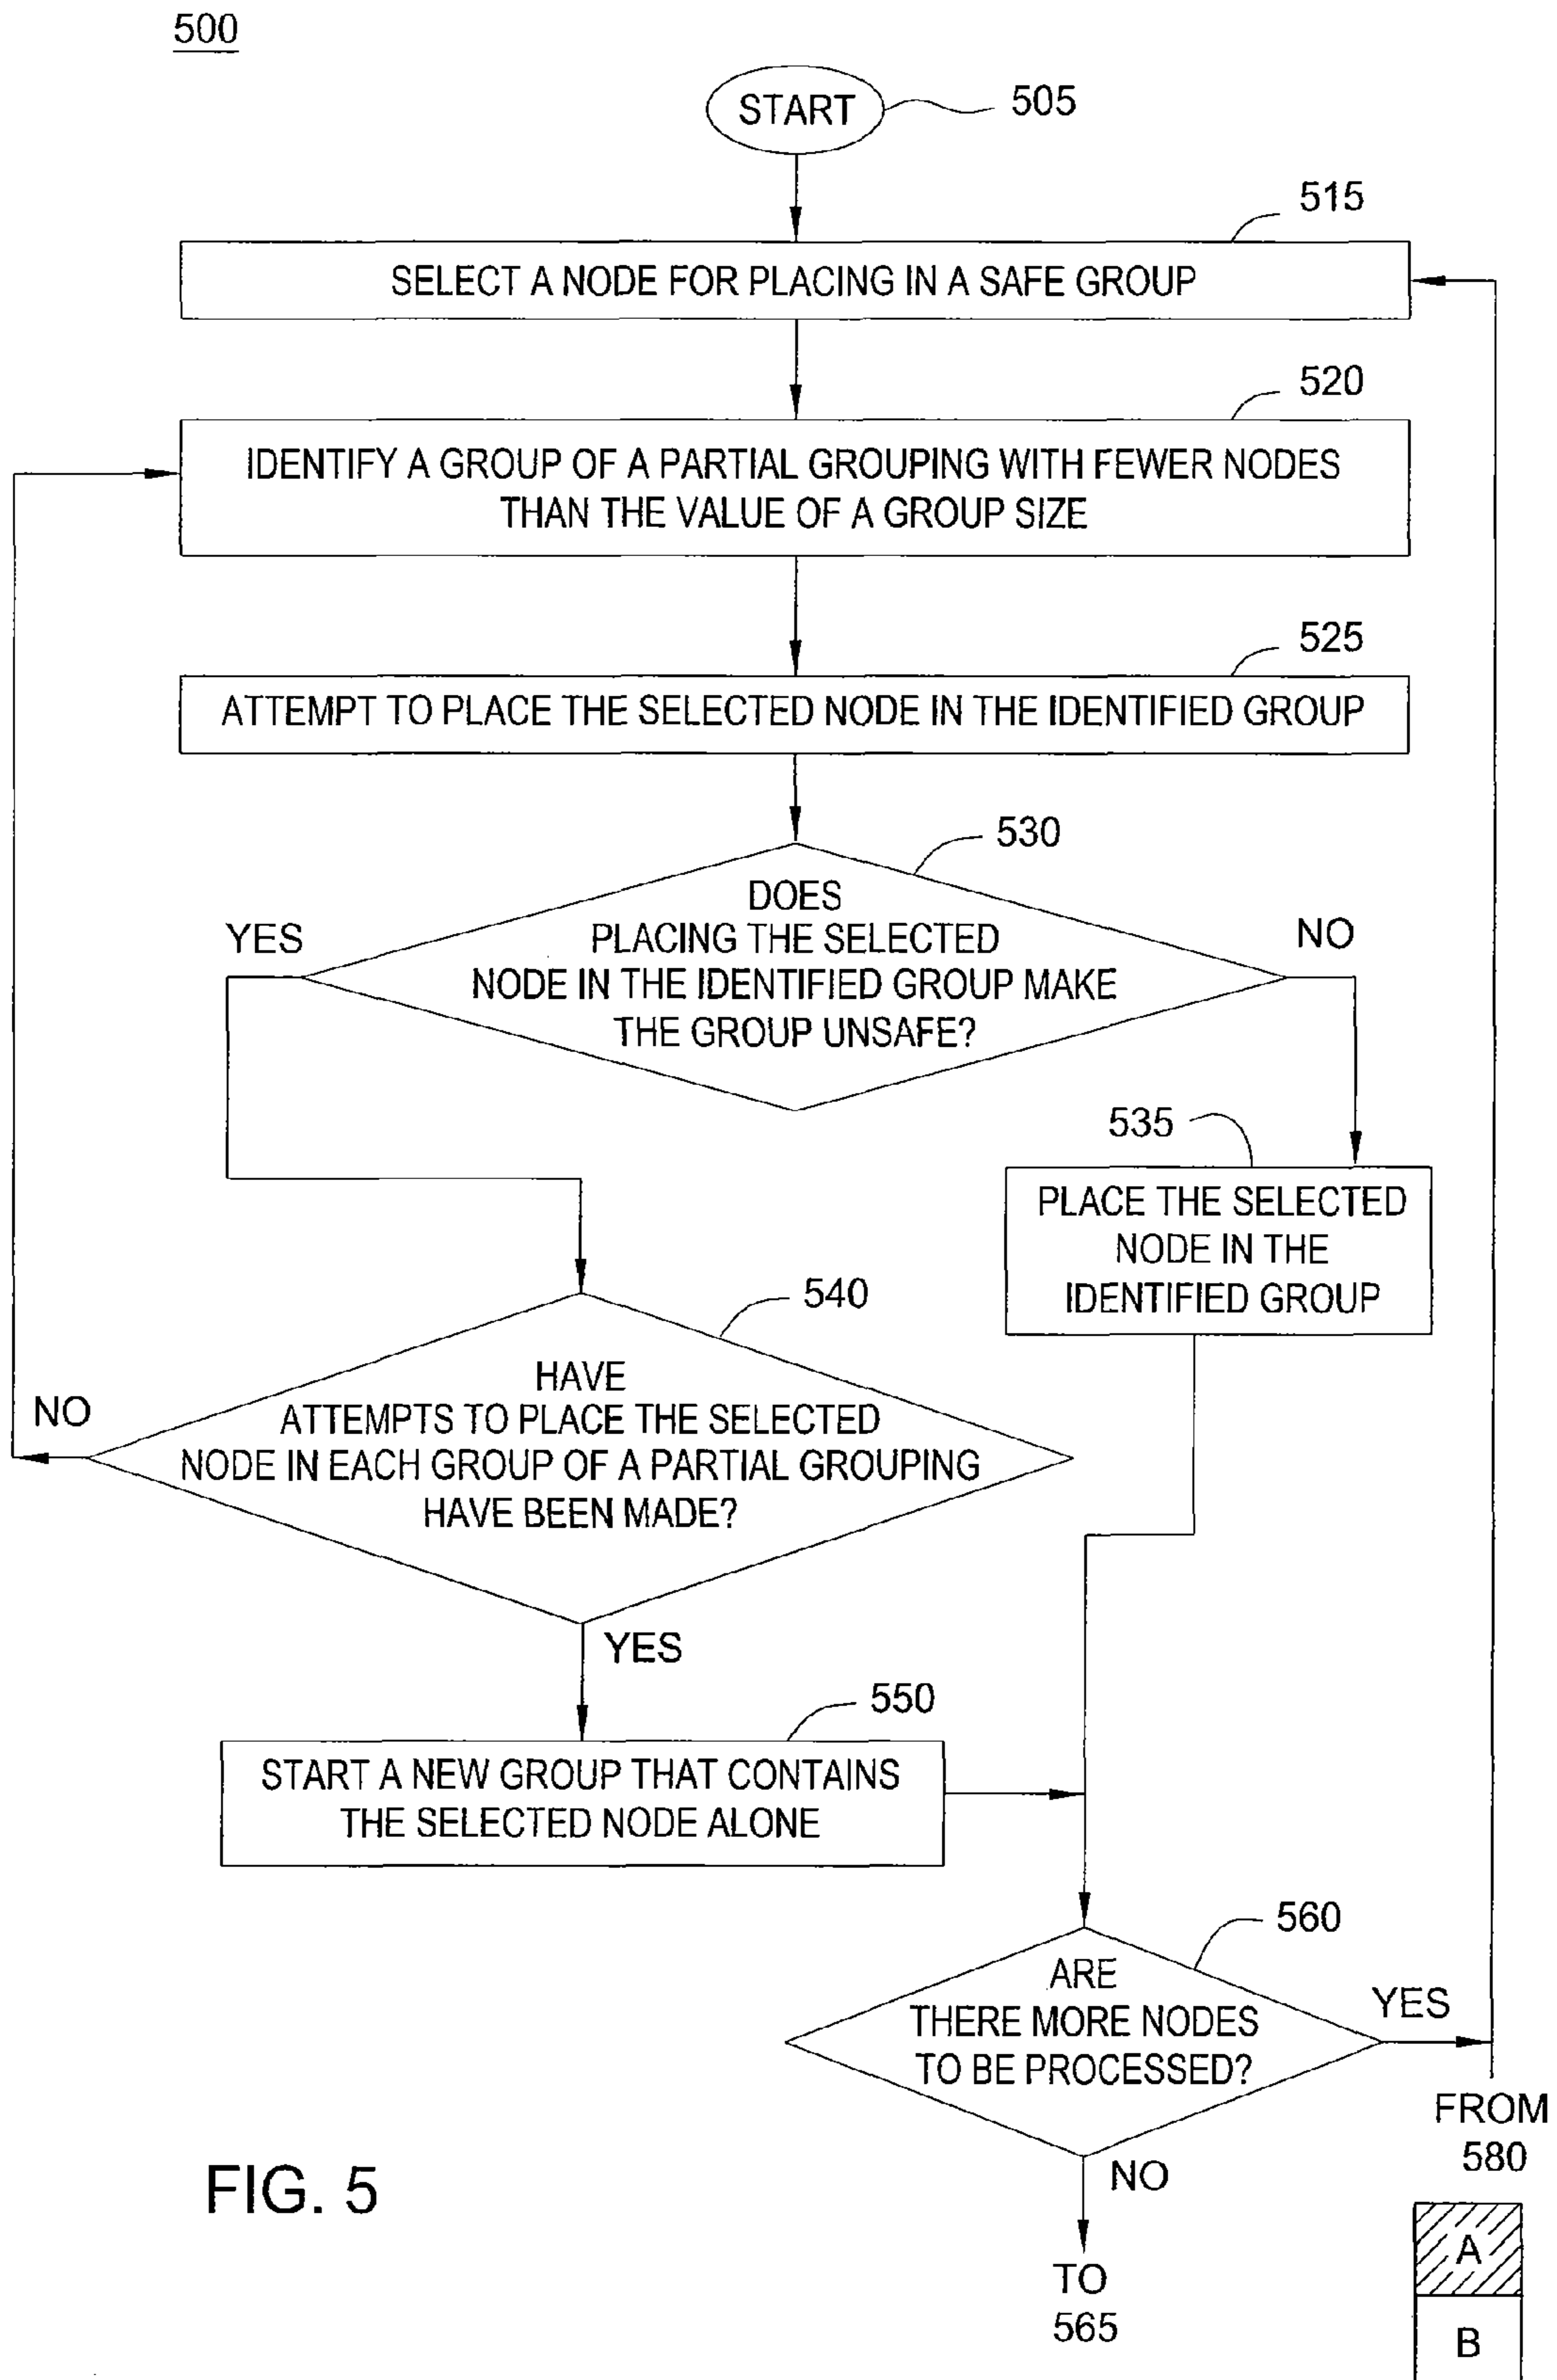 500
START
505
515
SELECT A NODE FOR PLACING IN A SAFE GROUP
520
IDENTIFY A GROUP OF A PARTIAL GROUPING WITH FEWER NODES
THAN THE VALUE OF A GROUP SIZE
525
ATTEMPT TO PLACE THE SELECTED NODE IN THE IDENTIFIED GROUP
530
DOES
PLACING THE SELECTED
NODE IN THE IDENTIFIED GROUP MAKE
THE GROUP UNSAFE?
YES
NO
535
PLACE THE SELECTED
NODE IN THE
IDENTIFIED GROUP
540
HAVE
ATTEMPTS TO PLACE THE SELECTED
NODE IN EACH GROUP OF A PARTIAL GROUPING
HAVE BEEN MADE?
NO
YES
550
START A NEW GROUP THAT CONTAINS
THE SELECTED NODE ALONE
560
ARE
THERE MORE NODES
TO BE PROCESSED?
YES
FROM
580
NO
TO
565
FIG. 5
A
B